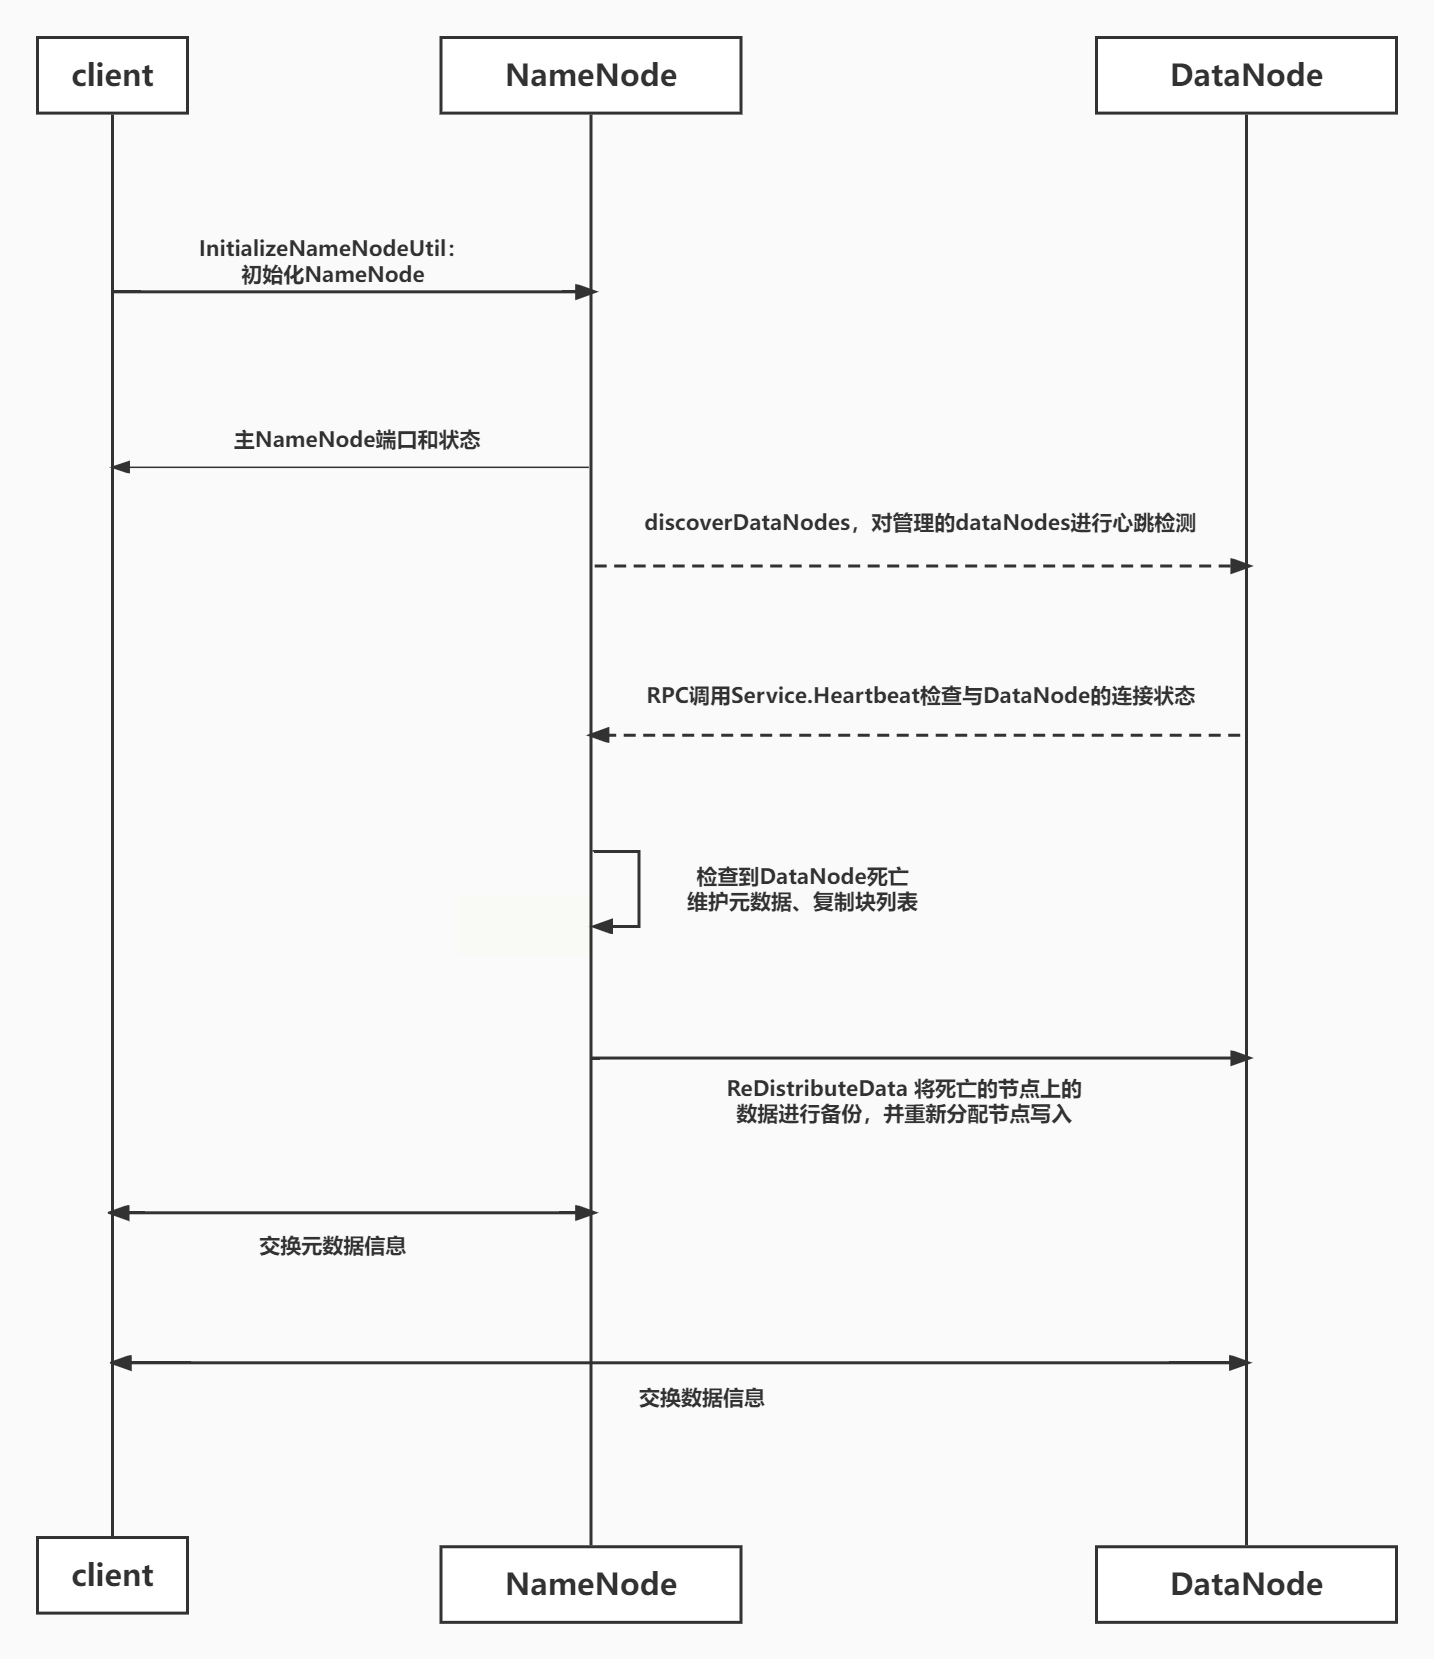 client
NameNode
DataNode
InitializeNameNodeUtil：
初始化NameNode
主NameNode端口和状态
discoverDataNodes，对管理的dataNodes进行心跳检测
RPC调用Service.Heartbeat检查与DataNode的连接状态
检查到DataNode死亡
维护元数据、复制块列表
ReDistributeData 将死亡的节点上的
数据进行备份，并重新分配节点写入
交换元数据信息
交换数据信息
client
NameNode
DataNode